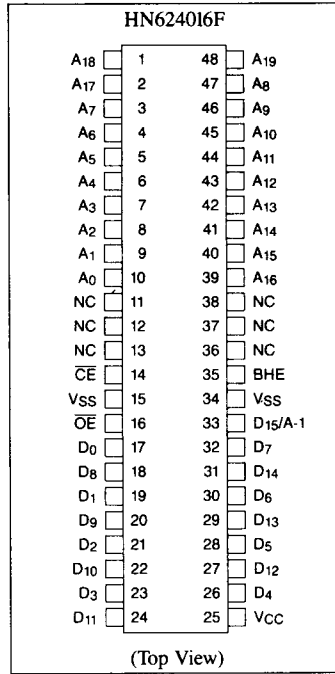 HN624016F
A18 1 48 A19
A17 2 47 A8
A7 3 46 A9
A6 4 45 A10
A5 5 44 A11
A4 6 43 A12
A3 7 42 A13
A2 8 41 A14
A1 9 40 A15
A0 10 39 A16
NC 11 38 NC
NC 12 37 NC
NC 13 36 NC
C̅E̅ 14 35 BHE
VSS 15 34 VSS
O̅E̅ 16 33 D15/A-1
D0 17 32 D7
D8 18 31 D14
D1 19 30 D6
D9 20 29 D13
D2 21 28 D5
D10 22 27 D12
D3 23 26 D4
D11 24 25 VCC
(Top View)